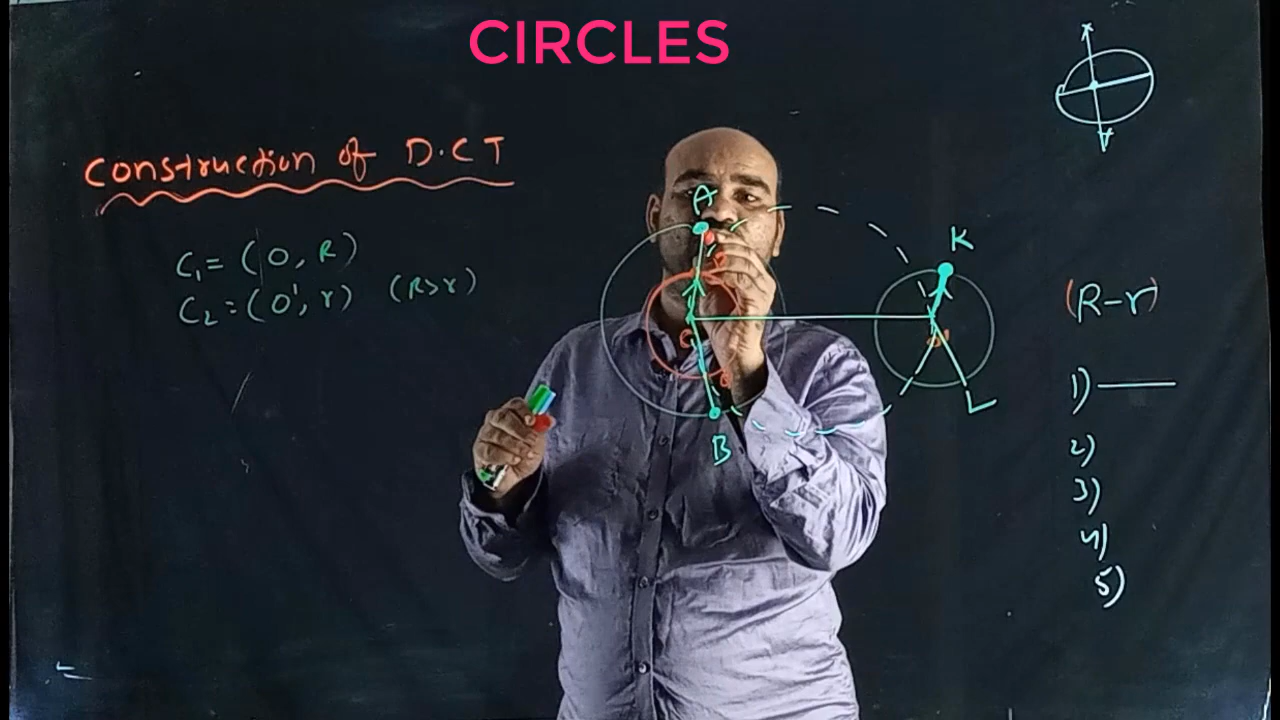 CIRCLES
Construction of D.C T
C₁ = (O, R)
C₂ = (O', r) (R>r)
A
B
K
O'
L
(R-r)
1)
2)
3)
4)
5)